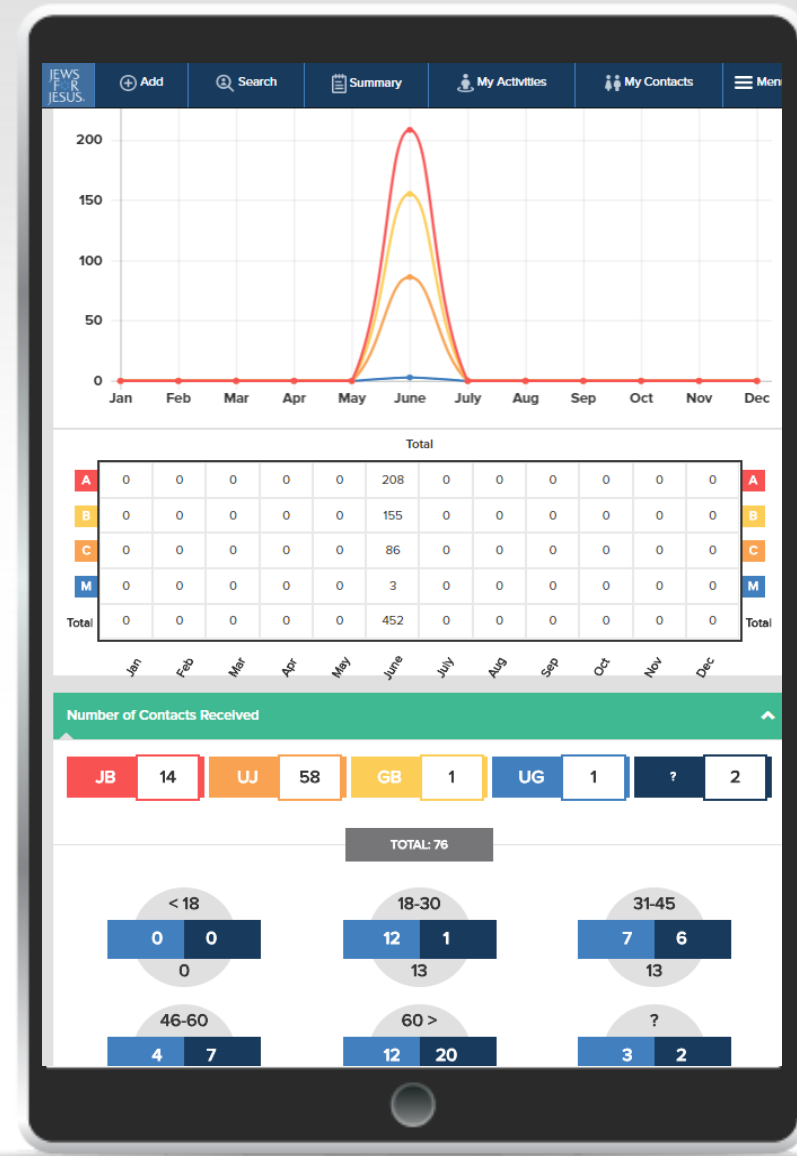 JEWS
FOR
JESUS.
Add
Search
Summary
My Activities
My Contacts
Men
200
150
100
50
0
Jan Feb Mar Apr May June July Aug Sep Oct Nov Dec
Total
A 0 0 0 0 0 208 0 0 0 0 0 0 A
B 0 0 0 0 0 155 0 0 0 0 0 0 B
C 0 0 0 0 0 86 0 0 0 0 0 0 C
M 0 0 0 0 0 3 0 0 0 0 0 0 M
Total 0 0 0 0 0 452 0 0 0 0 0 0 Total
Jan Feb Mar Apr May June July Aug Sep Oct Nov Dec
Number of Contacts Received
JB 14 UJ 58 GB 1 UG 1 ? 2
TOTAL: 76
< 18 18-30 31-45
0 0 12 1 7 6
0 13 13
46-60 60 > ?
4 7 12 20 3 2